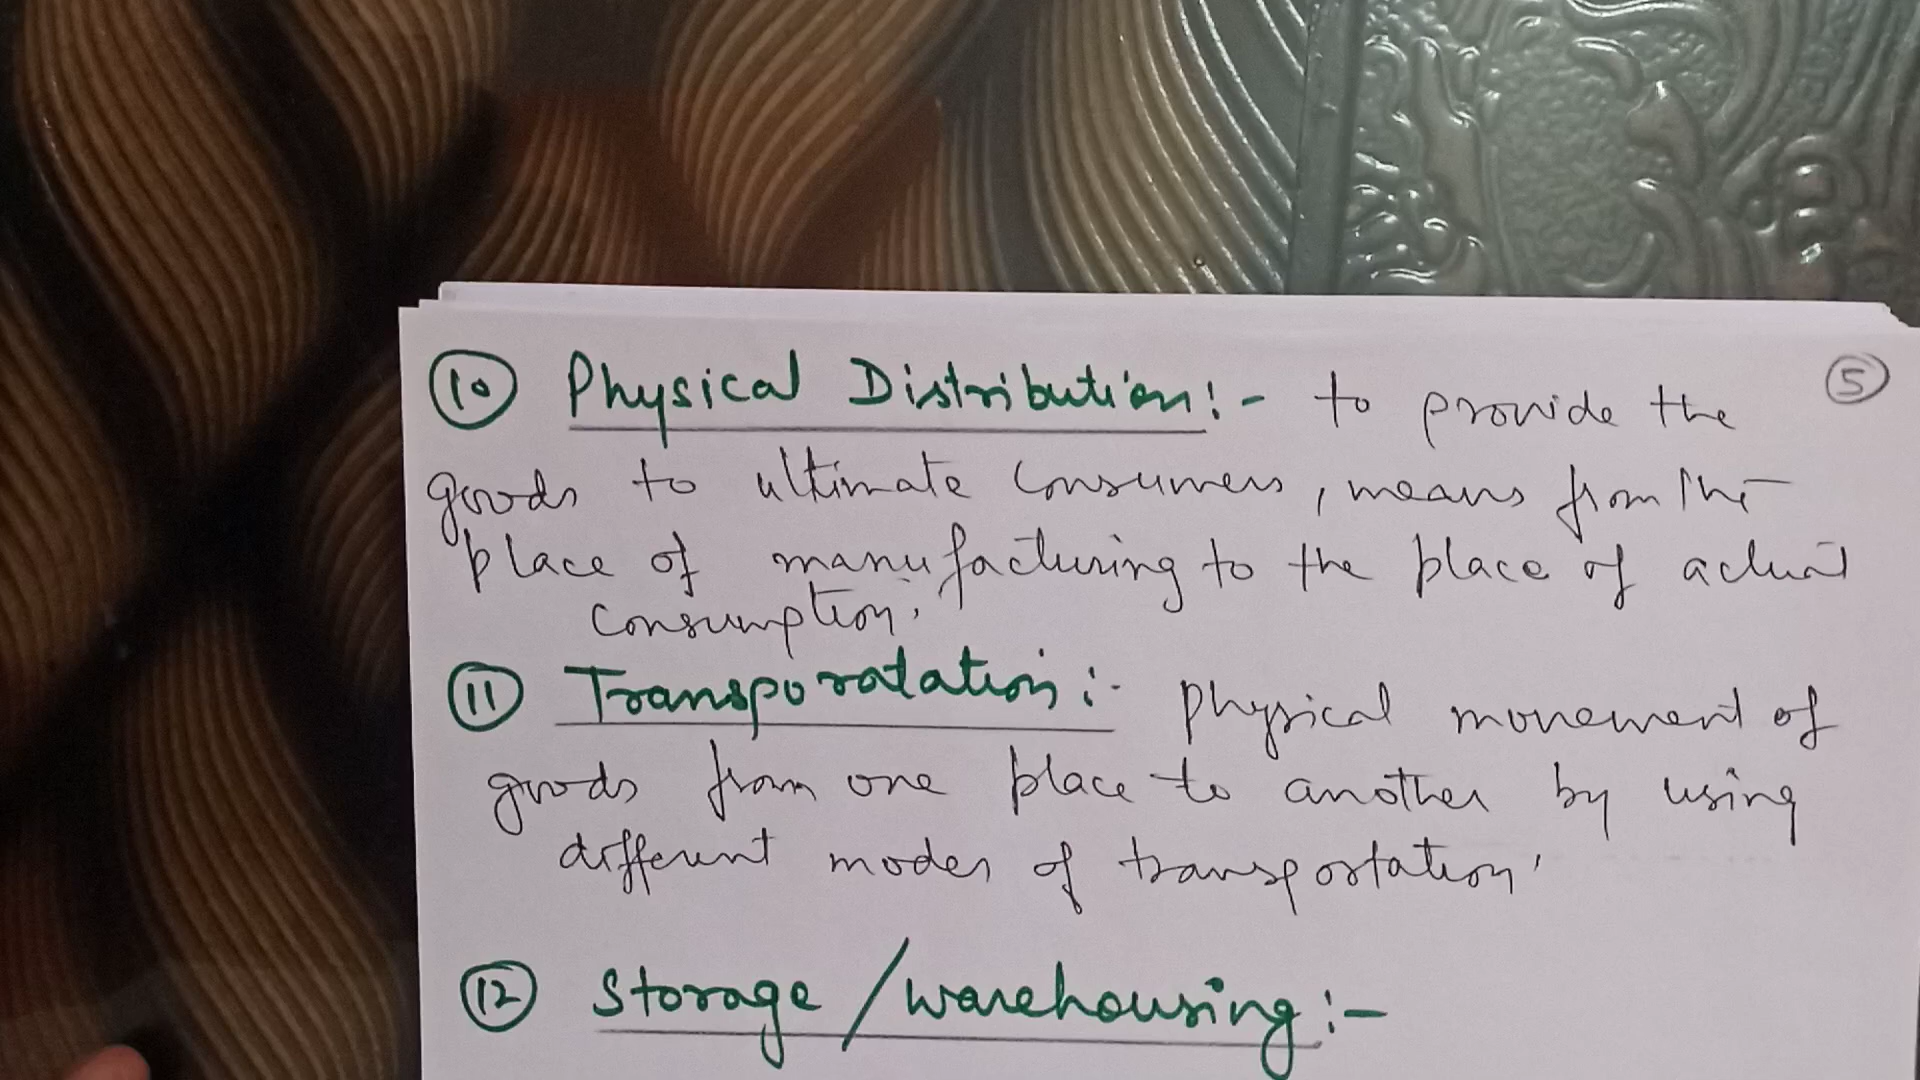 5
10 Physical Distribution:- to provide the
goods to ultimate consumers, means from the
place of manufacturing to the place of actual
consumption.
11 Transporatation:- Physical movement of
goods from one place to another by using
different modes of transportation.
12 Storage/warehousing:-